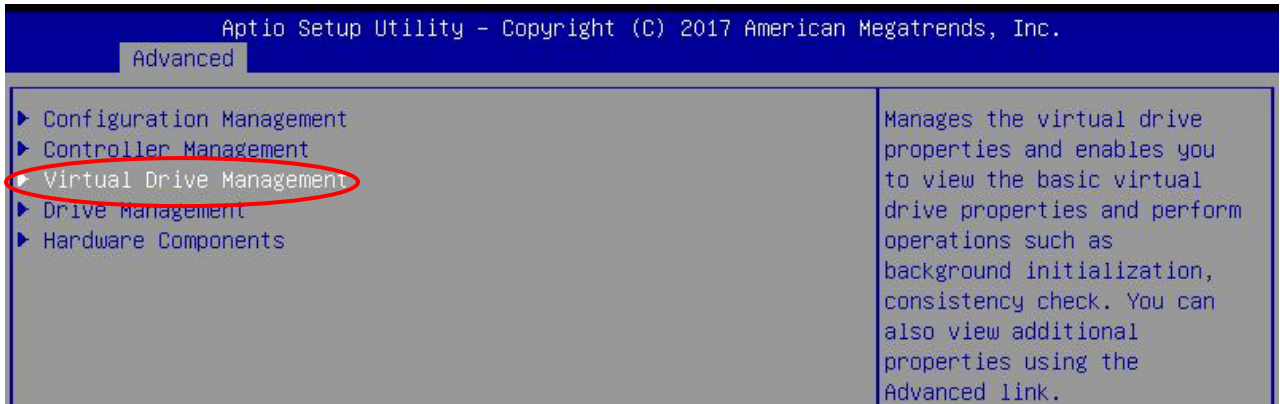 Aptio Setup Utility – Copyright (C) 2017 American Megatrends, Inc.
Advanced
▶ Configuration Management
▶ Controller Management
▶ Virtual Drive Management
▶ Drive Management
▶ Hardware Components
Manages the virtual drive
properties and enables you
to view the basic virtual
drive properties and perform
operations such as
background initialization,
consistency check. You can
also view additional
properties using the
Advanced link.